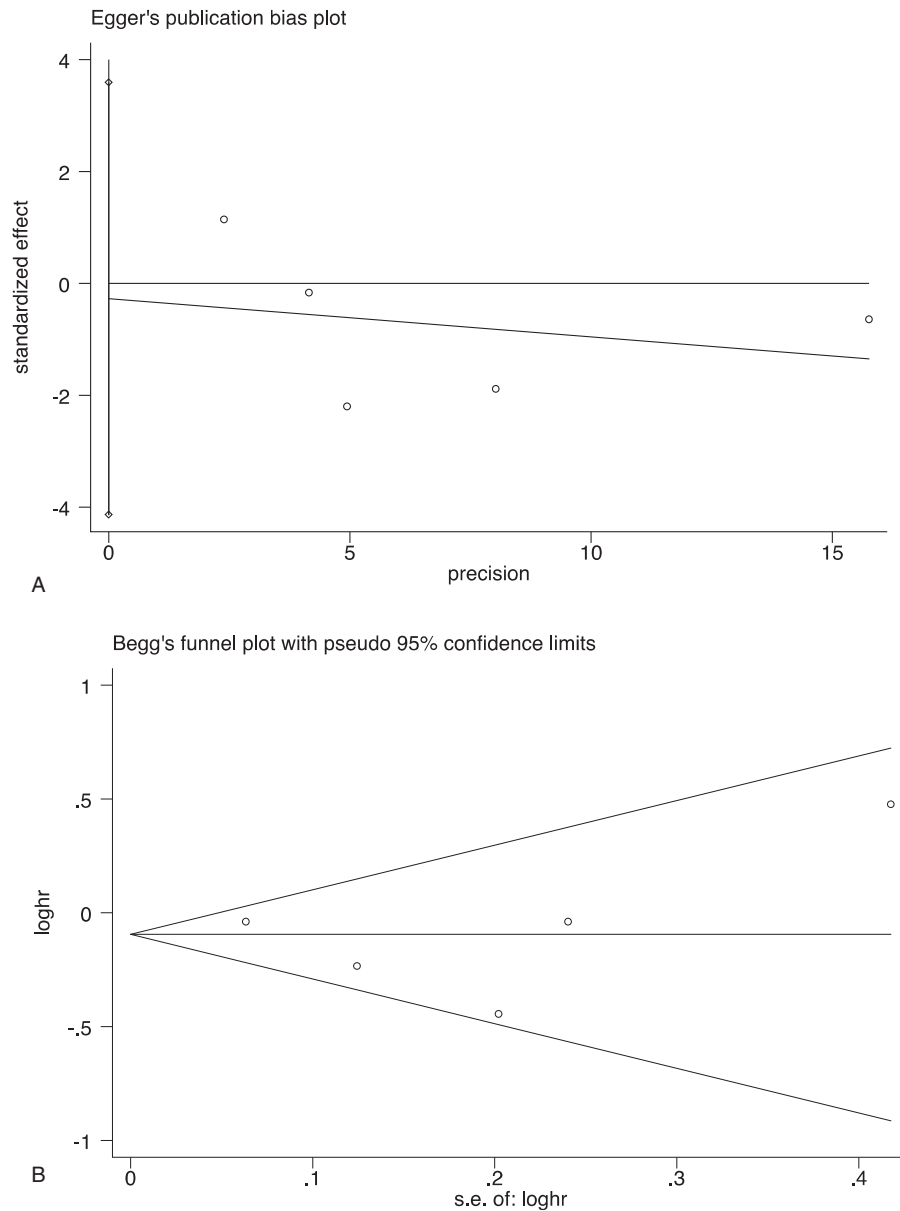 Egger's publication bias plot
4
2
0
-2
-4
standardized effect
0 5 10 15
precision
A
Begg's funnel plot with pseudo 95% confidence limits
1
.5
0
-.5
-1
loghr
0 .1 .2 .3 .4
s.e. of: loghr
B